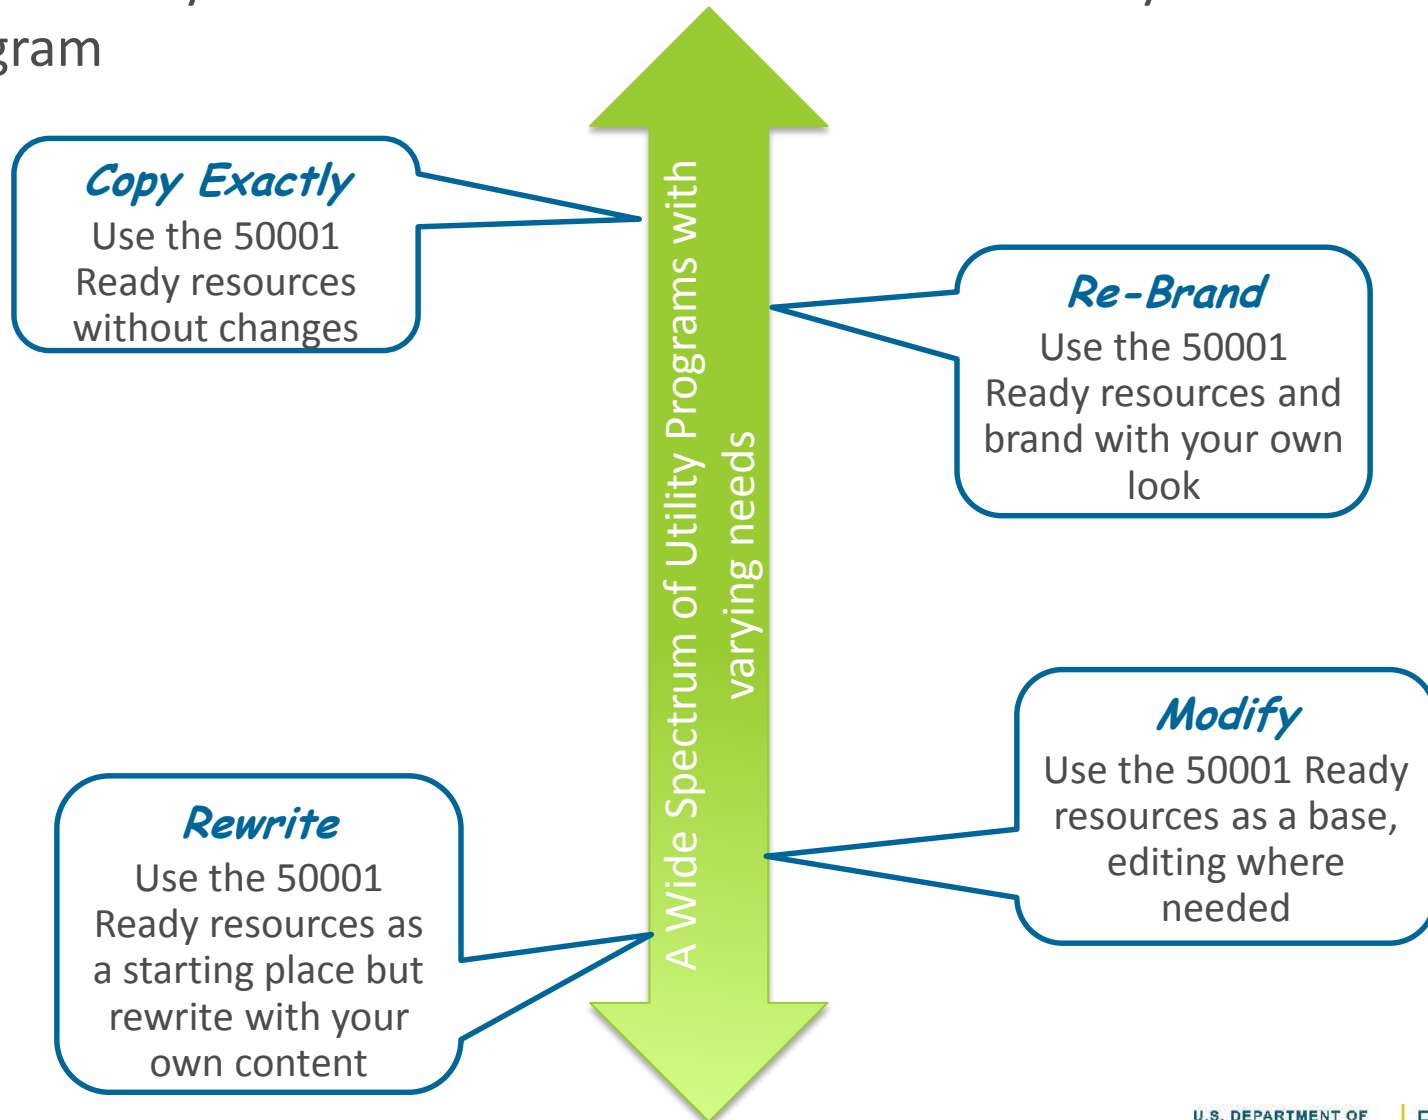 gram
Copy Exactly
Use the 50001
Ready resources
without changes
Re-Brand
Use the 50001
Ready resources and
brand with your own
look
A Wide Spectrum of Utility Programs with
varying needs
Modify
Use the 50001 Ready
resources as a base,
editing where
needed
Rewrite
Use the 50001
Ready resources as
a starting place but
rewrite with your
own content
U.S. DEPARTMENT OF